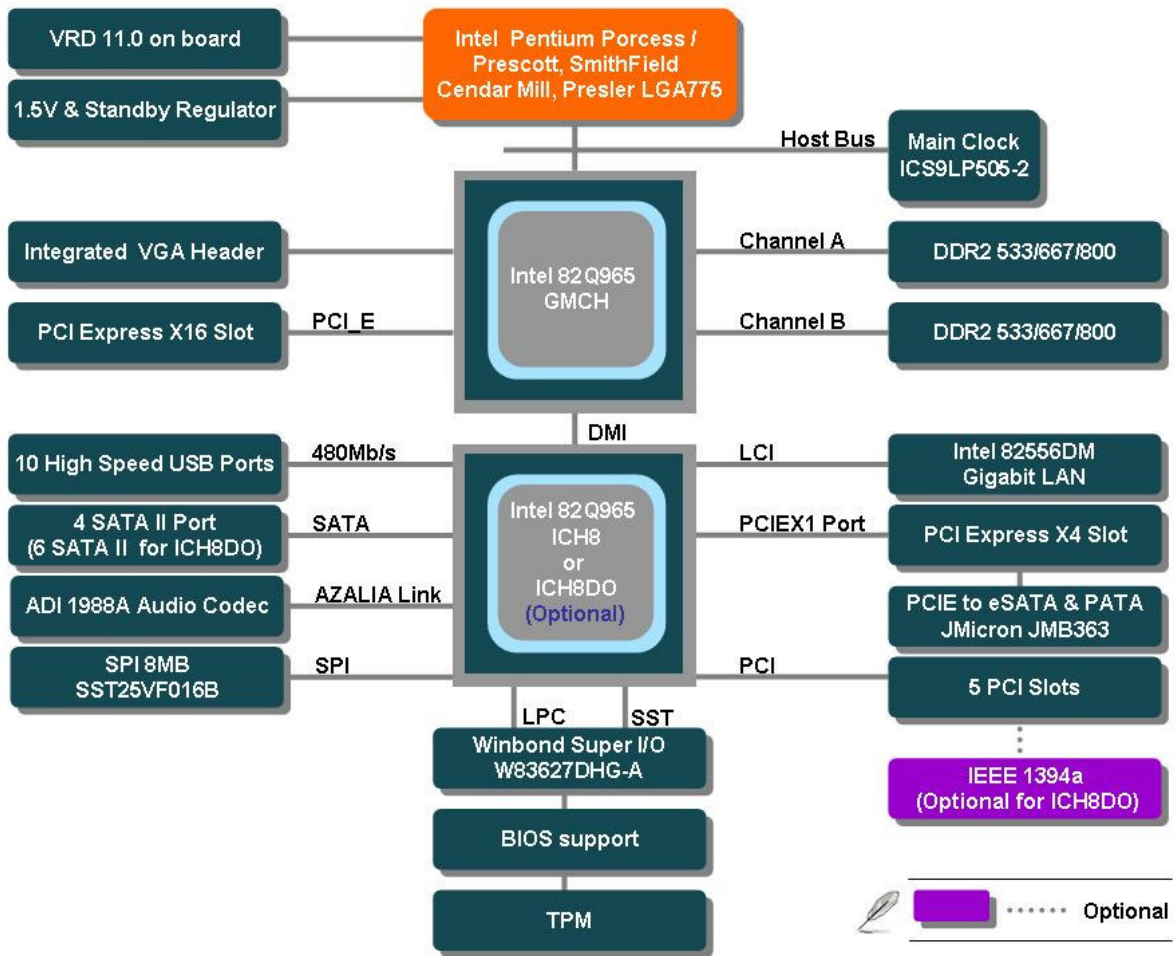 VRD 11.0 on board
1.5V & Standby Regulator
Intel Pentium Porcess /
Prescott, SmithField
Cendar Mill, Presler LGA775
Host Bus
Main Clock
ICS9LP505-2
Integrated VGA Header
PCI Express X16 Slot
PCI_E
Intel 82Q965
GMCH
Channel A
DDR2 533/667/800
Channel B
DDR2 533/667/800
DMI
10 High Speed USB Ports
480Mb/s
4 SATA II Port
(6 SATA II for ICH8DO)
SATA
ADI 1988A Audio Codec
AZALIA Link
SPI 8MB
SST25VF016B
SPI
Intel 82Q965
ICH8
or
ICH8DO
(Optional)
LCI
Intel 82556DM
Gigabit LAN
PCIEX1 Port
PCI Express X4 Slot
PCIE to eSATA & PATA
JMicron JMB363
PCI
5 PCI Slots
IEEE 1394a
(Optional for ICH8DO)
LPC
SST
Winbond Super I/O
W83627DHG-A
BIOS support
TPM
Optional